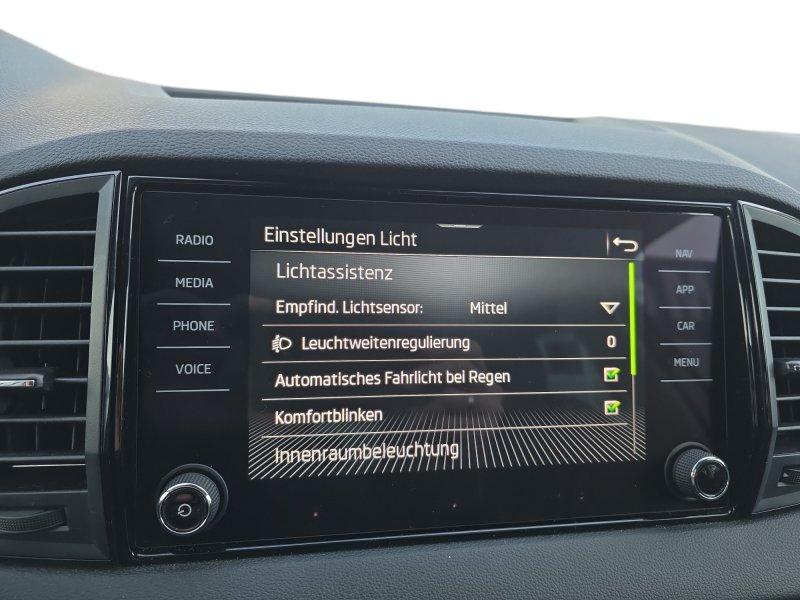 RADIO
MEDIA
PHONE
VOICE
Einstellungen Licht
Lichtassistenz
Empfind. Lichtsensor: Mittel
Leuchtweitenregulierung 0
Automatisches Fahrlicht bei Regen
Komfortblinken
Innenraumbeleuchtung
NAV
APP
CAR
MENU